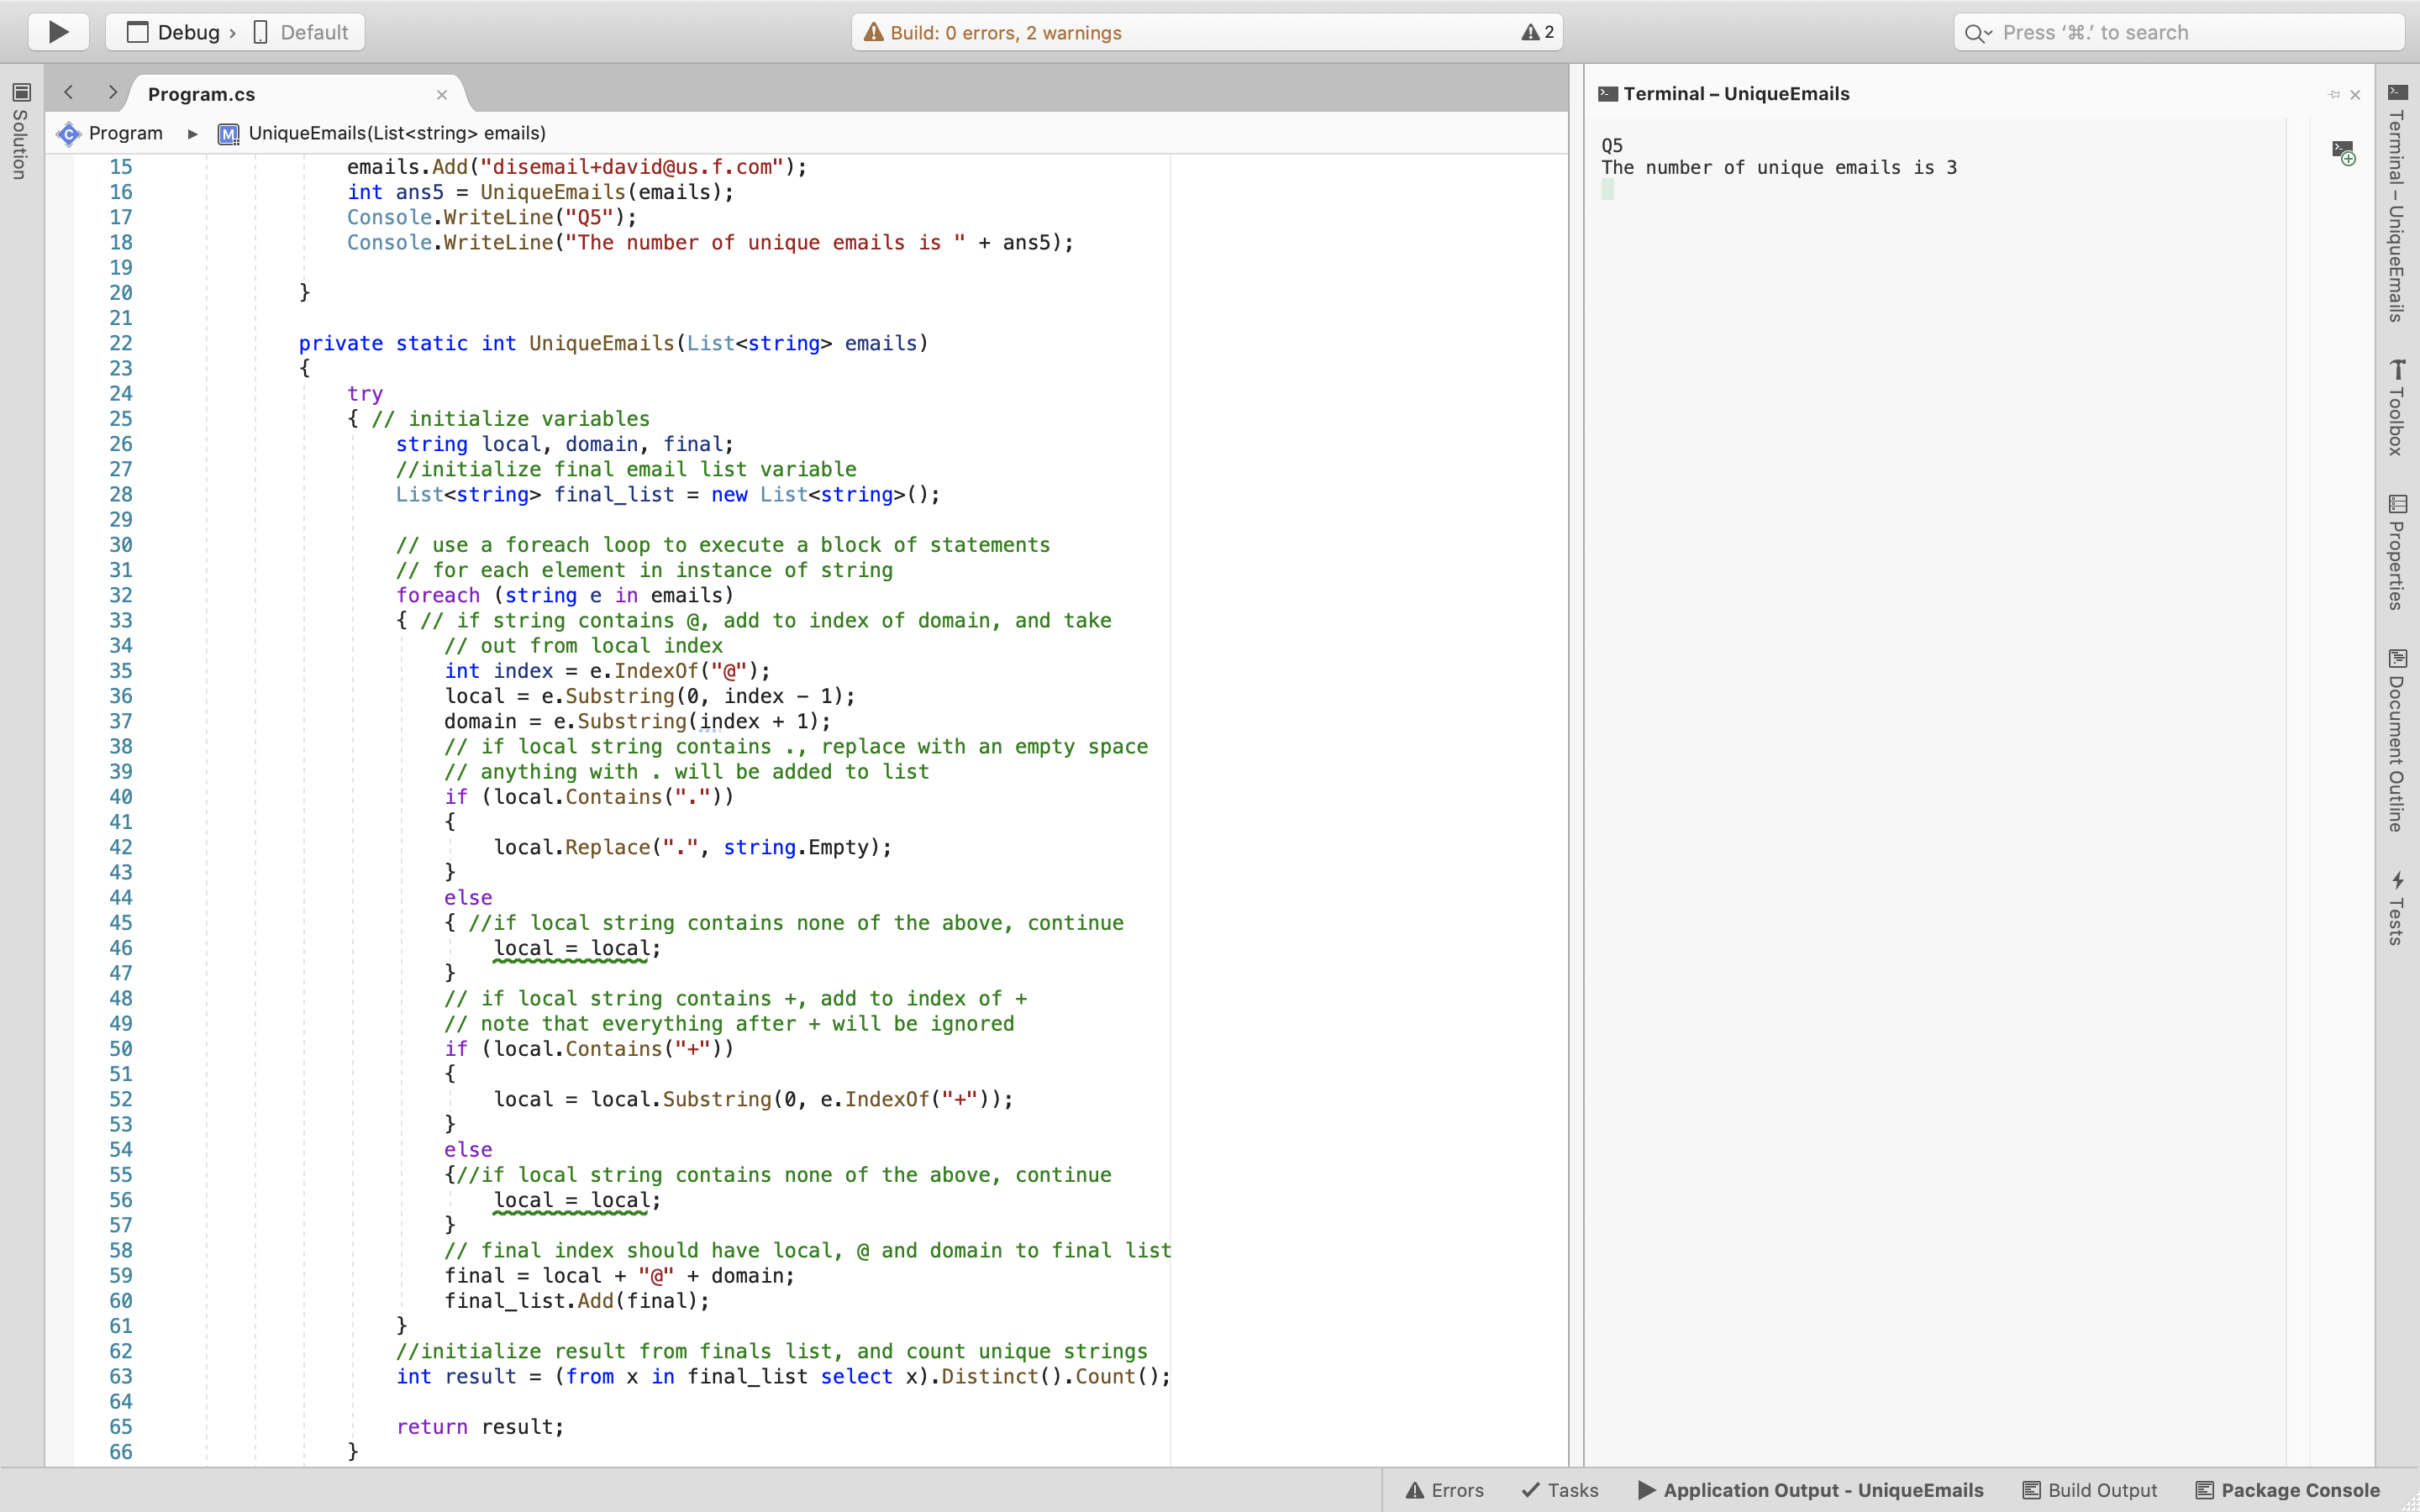 Debug › Default
Build: 0 errors, 2 warnings
2
Press ‘⌘.’ to search
Solution
Program.cs
Program ▸ M UniqueEmails(List<string> emails)
15 emails.Add("disemail+david@us.f.com");
16 int ans5 = UniqueEmails(emails);
17 Console.WriteLine("Q5");
18 Console.WriteLine("The number of unique emails is " + ans5);
19
20 }
21
22 private static int UniqueEmails(List<string> emails)
23 {
24 try
25 { // initialize variables
26 string local, domain, final;
27 //initialize final email list variable
28 List<string> final_list = new List<string>();
29
30 // use a foreach loop to execute a block of statements
31 // for each element in instance of string
32 foreach (string e in emails)
33 { // if string contains @, add to index of domain, and take
34 // out from local index
35 int index = e.IndexOf("@");
36 local = e.Substring(0, index – 1);
37 domain = e.Substring(index + 1);
38 // if local string contains ., replace with an empty space
39 // anything with . will be added to list
40 if (local.Contains("."))
41 {
42 local.Replace(".", string.Empty);
43 }
44 else
45 { //if local string contains none of the above, continue
46 local = local;
47 }
48 // if local string contains +, add to index of +
49 // note that everything after + will be ignored
50 if (local.Contains("+"))
51 {
52 local = local.Substring(0, e.IndexOf("+"));
53 }
54 else
55 {//if local string contains none of the above, continue
56 local = local;
57 }
58 // final index should have local, @ and domain to final list
59 final = local + "@" + domain;
60 final_list.Add(final);
61 }
62 //initialize result from finals list, and count unique strings
63 int result = (from x in final_list select x).Distinct().Count();
64
65 return result;
66 }
Terminal – UniqueEmails
Q5
The number of unique emails is 3
Terminal – UniqueEmails
Toolbox
Properties
Document Outline
Tests
Errors
Tasks
Application Output - UniqueEmails
Build Output
Package Console